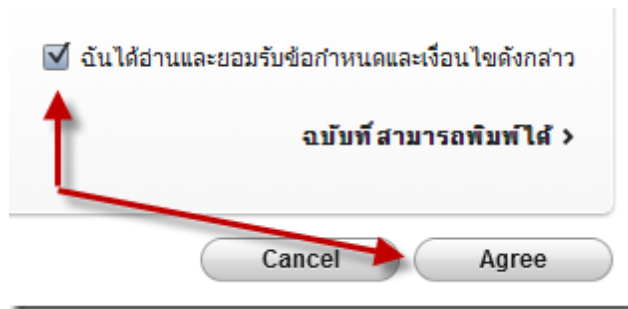 ฉันได้อ่านและยอมรับข้อกำหนดและเงื่อนไขดังกล่าว
ฉบับที่สามารถพิมพ์ได้ >
Cancel
Agree